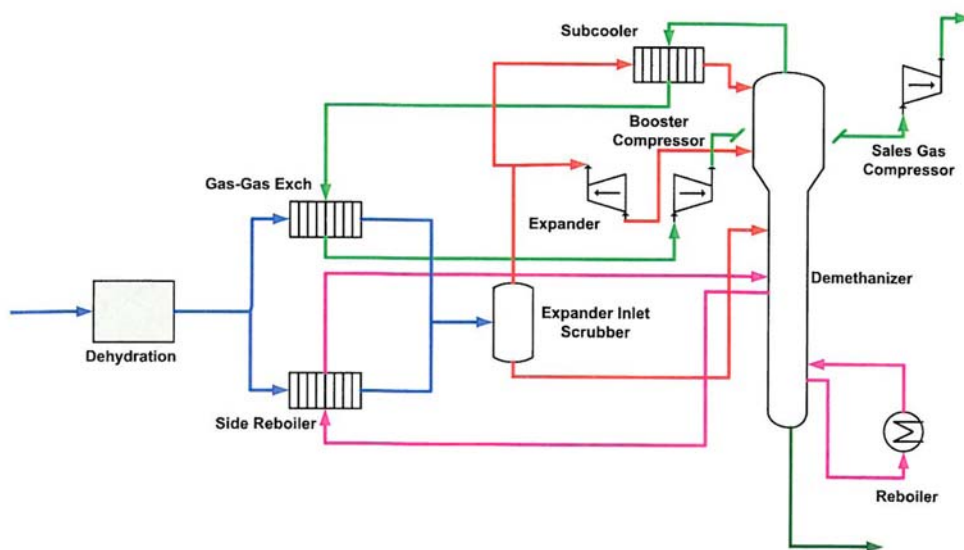 Subcooler
Booster
Compressor
Sales Gas
Compressor
Gas-Gas Exch
Expander
Demethanizer
Expander Inlet
Scrubber
Dehydration
Side Reboiler
Reboiler